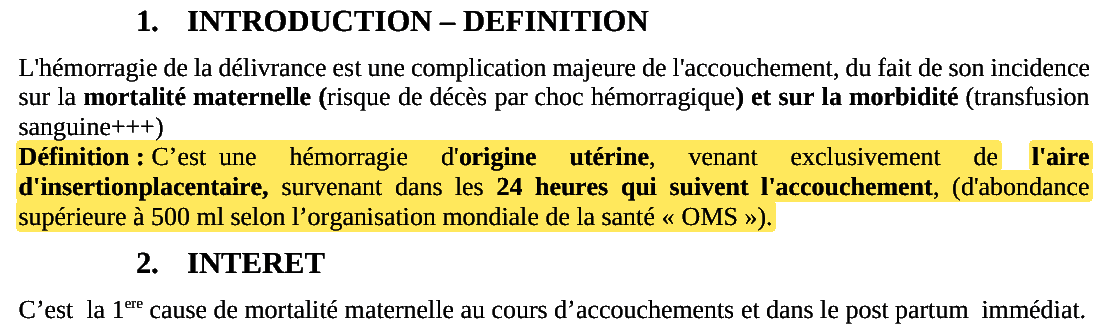 1. INTRODUCTION – DEFINITION
L'hémorragie de la délivrance est une complication majeure de l'accouchement, du fait de son incidence
sur la mortalité maternelle (risque de décès par choc hémorragique) et sur la morbidité (transfusion
sanguine+++)
Définition : C’est une hémorragie d'origine utérine, venant exclusivement de l'aire
d'insertionplacentaire, survenant dans les 24 heures qui suivent l'accouchement, (d'abondance
supérieure à 500 ml selon l’organisation mondiale de la santé « OMS »).
2. INTERET
C’est la 1ere cause de mortalité maternelle au cours d’accouchements et dans le post partum immédiat.